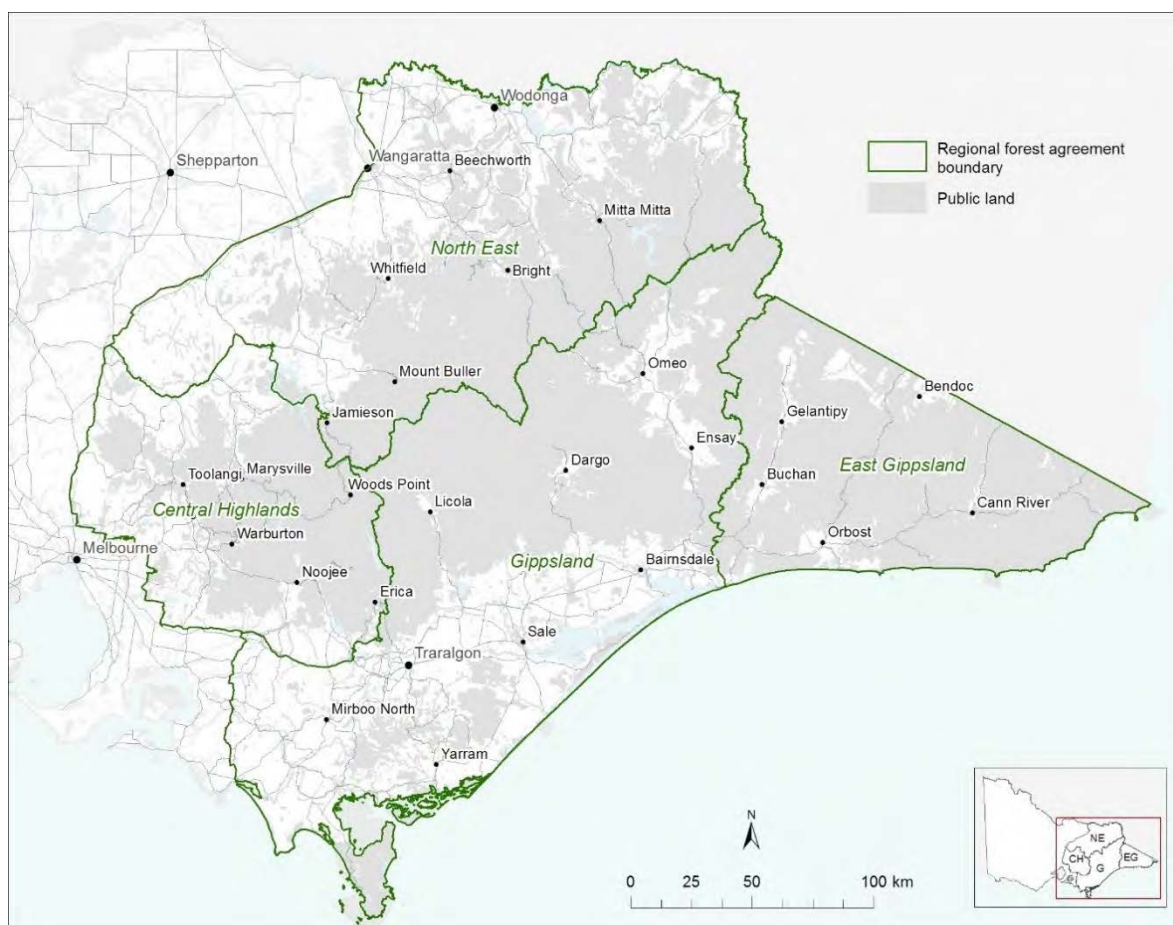 Wodonga
Shepparton
Wangaratta
Beechworth
Regional forest agreement
boundary
Public land
Mitta Mitta
North East
Whitfield
Bright
Omeo
Mount Buller
Bendoc
Jamieson
Gelantipy
Ensay
Marysville
Toolangi
Dargo
East Gippsland
Buchan
Woods Point
Licola
Central Highlands
Cann River
Warburton
Orbost
Melbourne
Gippsland
Bairnsdale
Noojee
Erica
Sale
Traralgon
Mirboo North
Yarram
N
0 25 50 100 km
NE
CH
EG
G